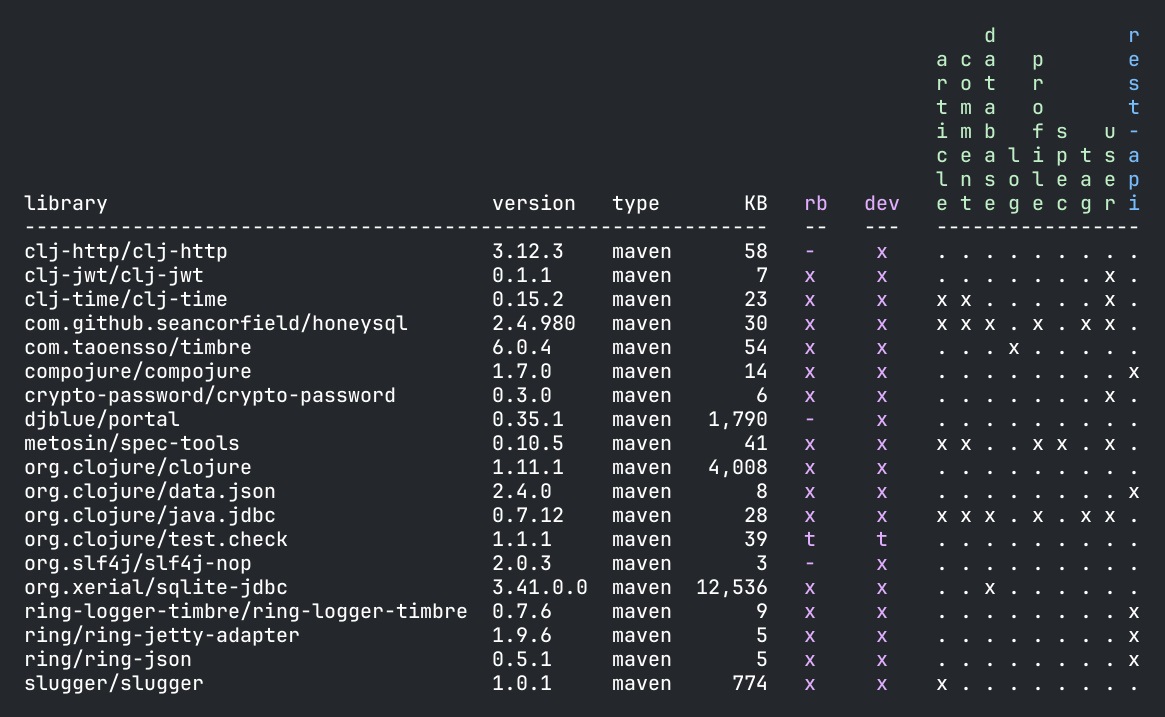 d           r
a c a     p       e
r o t     r       s
t m a     o       t
i m b     f s   u -
c e a l i p t s a
l n s o l e a e p
library                                version   type       KB   rb   dev   e t e g e c g r i
--------------------------------------------------------------   --   ---   -----------------
clj-http/clj-http                      3.12.3    maven      58   -     x    . . . . . . . . .
clj-jwt/clj-jwt                        0.1.1     maven       7   x     x    . . . . . . . x .
clj-time/clj-time                      0.15.2    maven      23   x     x    x x . . . . . x .
com.github.seancorfield/honeysql       2.4.980   maven      30   x     x    x x x . x . x x .
com.taoensso/timbre                    6.0.4     maven      54   x     x    . . . x . . . . .
compojure/compojure                    1.7.0     maven      14   x     x    . . . . . . . . x
crypto-password/crypto-password        0.3.0     maven       6   x     x    . . . . . . . x .
djblue/portal                          0.35.1    maven   1,790   -     x    . . . . . . . . .
metosin/spec-tools                     0.10.5    maven      41   x     x    x x . . x x . x .
org.clojure/clojure                    1.11.1    maven   4,008   x     x    . . . . . . . . .
org.clojure/data.json                  2.4.0     maven       8   x     x    . . . . . . . . x
org.clojure/java.jdbc                  0.7.12    maven      28   x     x    x x x . x . x x .
org.clojure/test.check                 1.1.1     maven      39   t     t    . . . . . . . . .
org.slf4j/slf4j-nop                    2.0.3     maven       3   -     x    . . . . . . . . .
org.xerial/sqlite-jdbc                 3.41.0.0  maven  12,536   x     x    . . x . . . . . .
ring-logger-timbre/ring-logger-timbre  0.7.6     maven       9   x     x    . . . . . . . . x
ring/ring-jetty-adapter                1.9.6     maven       5   x     x    . . . . . . . . x
ring/ring-json                         0.5.1     maven       5   x     x    . . . . . . . . x
slugger/slugger                        1.0.1     maven     774   x     x    x . . . . . . . .